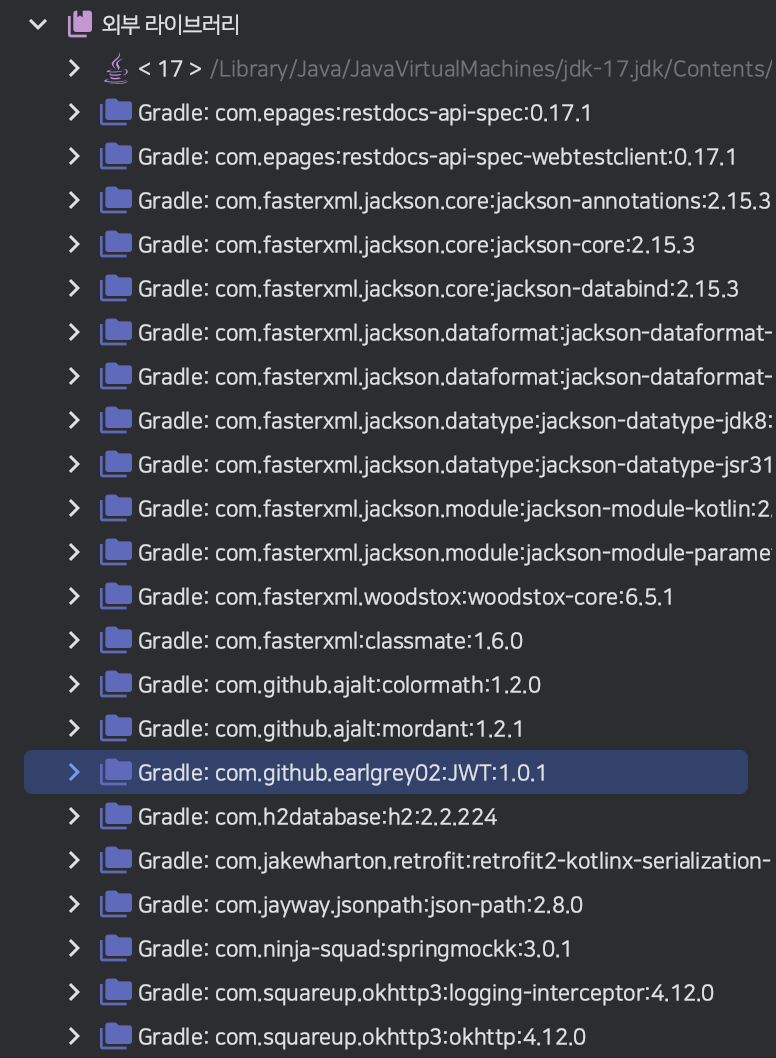 외부 라이브러리
< 17 > /Library/Java/JavaVirtualMachines/jdk-17.jdk/Contents/
Gradle: com.epages:restdocs-api-spec:0.17.1
Gradle: com.epages:restdocs-api-spec-webtestclient:0.17.1
Gradle: com.fasterxml.jackson.core:jackson-annotations:2.15.3
Gradle: com.fasterxml.jackson.core:jackson-core:2.15.3
Gradle: com.fasterxml.jackson.core:jackson-databind:2.15.3
Gradle: com.fasterxml.jackson.dataformat:jackson-dataformat-
Gradle: com.fasterxml.jackson.dataformat:jackson-dataformat-
Gradle: com.fasterxml.jackson.datatype:jackson-datatype-jdk8:
Gradle: com.fasterxml.jackson.datatype:jackson-datatype-jsr31
Gradle: com.fasterxml.jackson.module:jackson-module-kotlin:2.
Gradle: com.fasterxml.jackson.module:jackson-module-parame
Gradle: com.fasterxml.woodstox:woodstox-core:6.5.1
Gradle: com.fasterxml:classmate:1.6.0
Gradle: com.github.ajalt:colormath:1.2.0
Gradle: com.github.ajalt:mordant:1.2.1
Gradle: com.github.earlgrey02:JWT:1.0.1
Gradle: com.h2database:h2:2.2.224
Gradle: com.jakewharton.retrofit:retrofit2-kotlinx-serialization-
Gradle: com.jayway.jsonpath:json-path:2.8.0
Gradle: com.ninja-squad:springmockk:3.0.1
Gradle: com.squareup.okhttp3:logging-interceptor:4.12.0
Gradle: com.squareup.okhttp3:okhttp:4.12.0